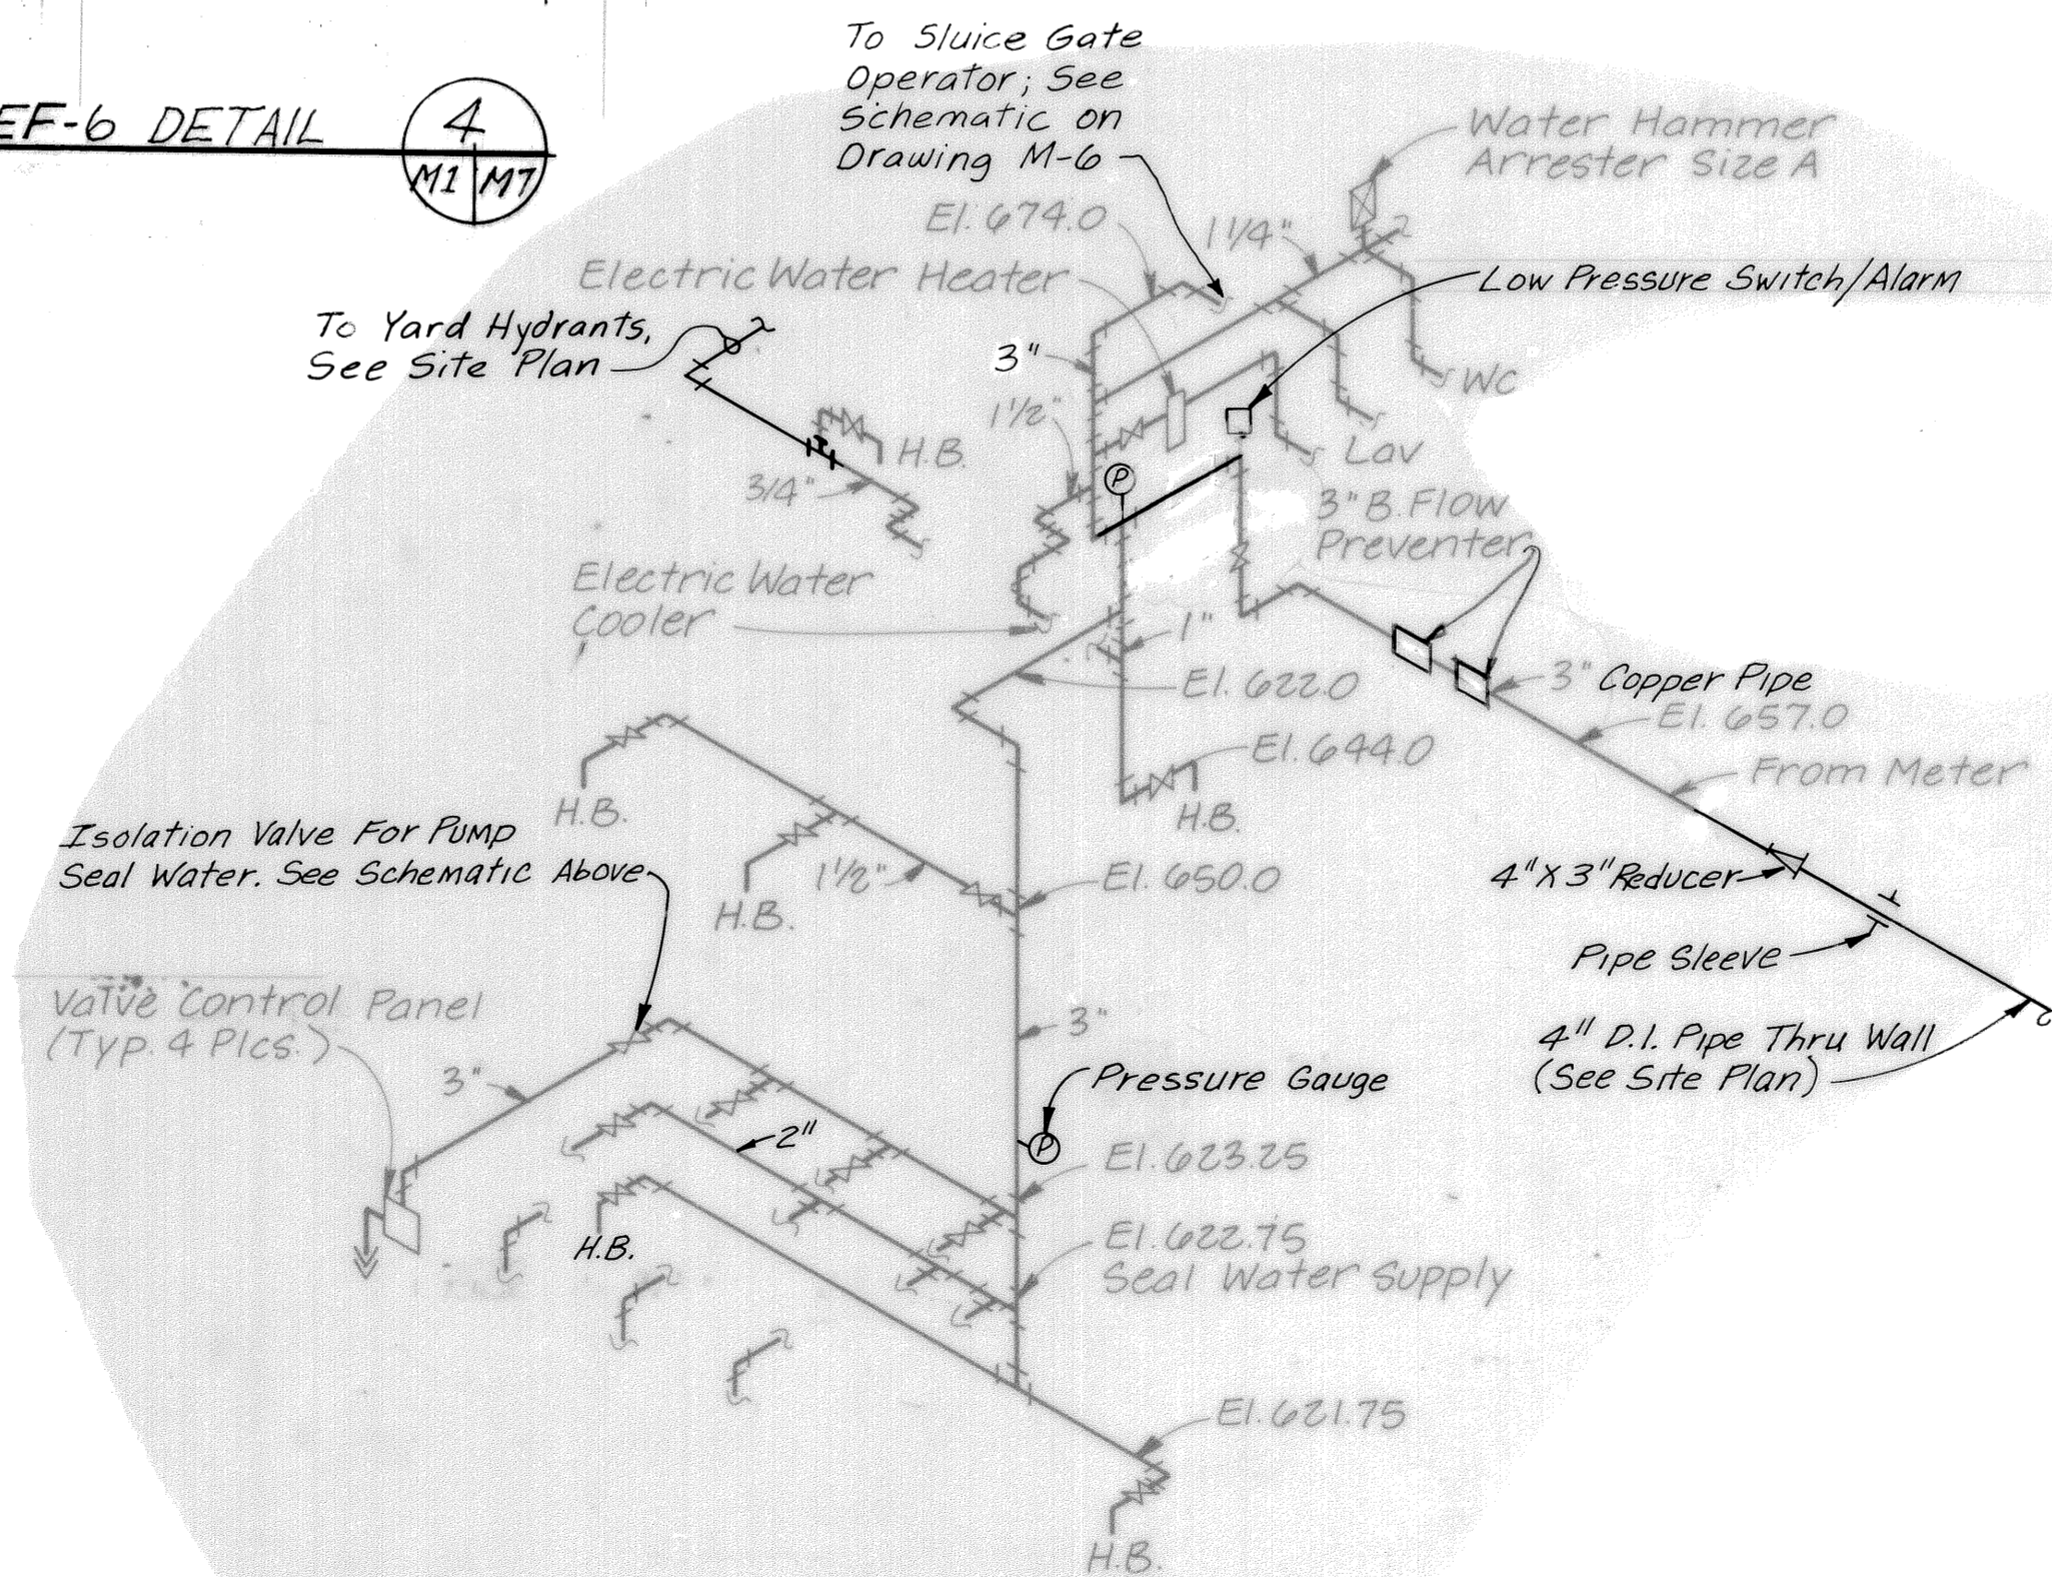 EF-6 DETAIL
4
M1 M7
To Sluice Gate
Operator; See
Schematic on
Drawing M-6
Water Hammer
Arrester Size A
El. 674.0
1 1/4"
Electric Water Heater
Low Pressure Switch/Alarm
To Yard Hydrants,
See Site Plan
3"
WC
1 1/2"
H.B.
Lav
3/4"
P
3" B. Flow
Preventer
Electric Water
Cooler
1"
El. 622.0
3" Copper Pipe
El. 657.0
El. 644.0
From Meter
H.B.
H.B.
Isolation Valve For Pump
Seal Water. See Schematic Above
1 1/2"
El. 650.0
4" X 3" Reducer
H.B.
Pipe Sleeve
Valve Control Panel
(Typ. 4 Plcs.)
3"
3"
4" D.I. Pipe Thru Wall
(See Site Plan)
Pressure Gauge
2"
P
El. 623.25
H.B.
El. 622.75
Seal Water Supply
El. 621.75
H.B.